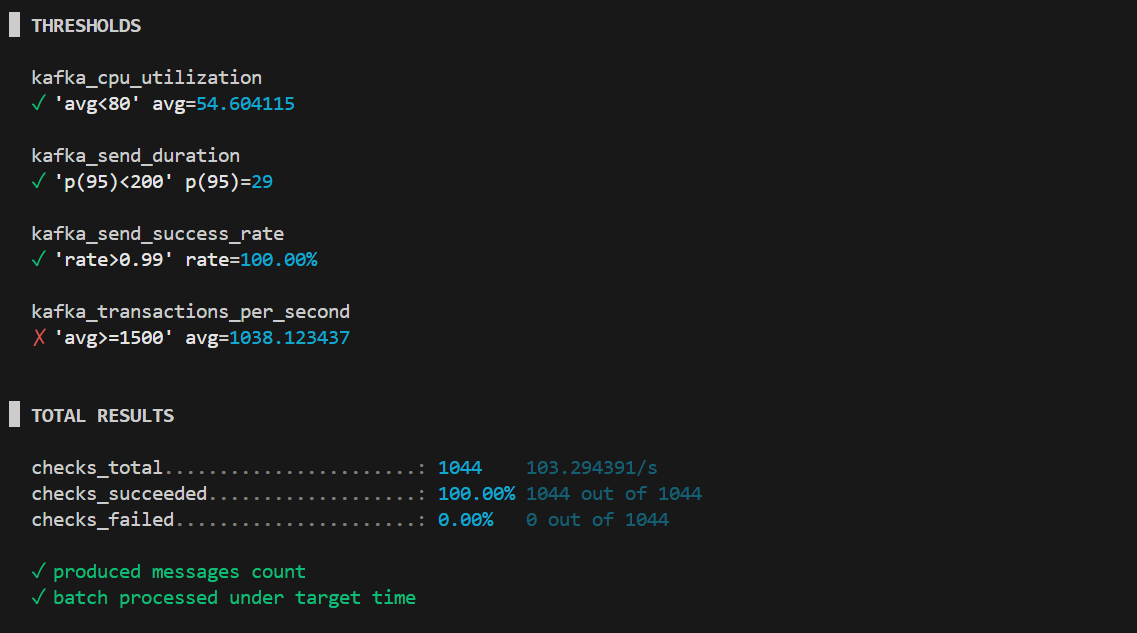 THRESHOLDS
kafka_cpu_utilization
✓ 'avg<80' avg=54.604115
kafka_send_duration
✓ 'p(95)<200' p(95)=29
kafka_send_success_rate
✓ 'rate>0.99' rate=100.00%
kafka_transactions_per_second
✗ 'avg>=1500' avg=1038.123437
TOTAL RESULTS
checks_total.......................: 1044    103.294391/s
checks_succeeded...................: 100.00% 1044 out of 1044
checks_failed......................: 0.00%   0 out of 1044
✓ produced messages count
✓ batch processed under target time